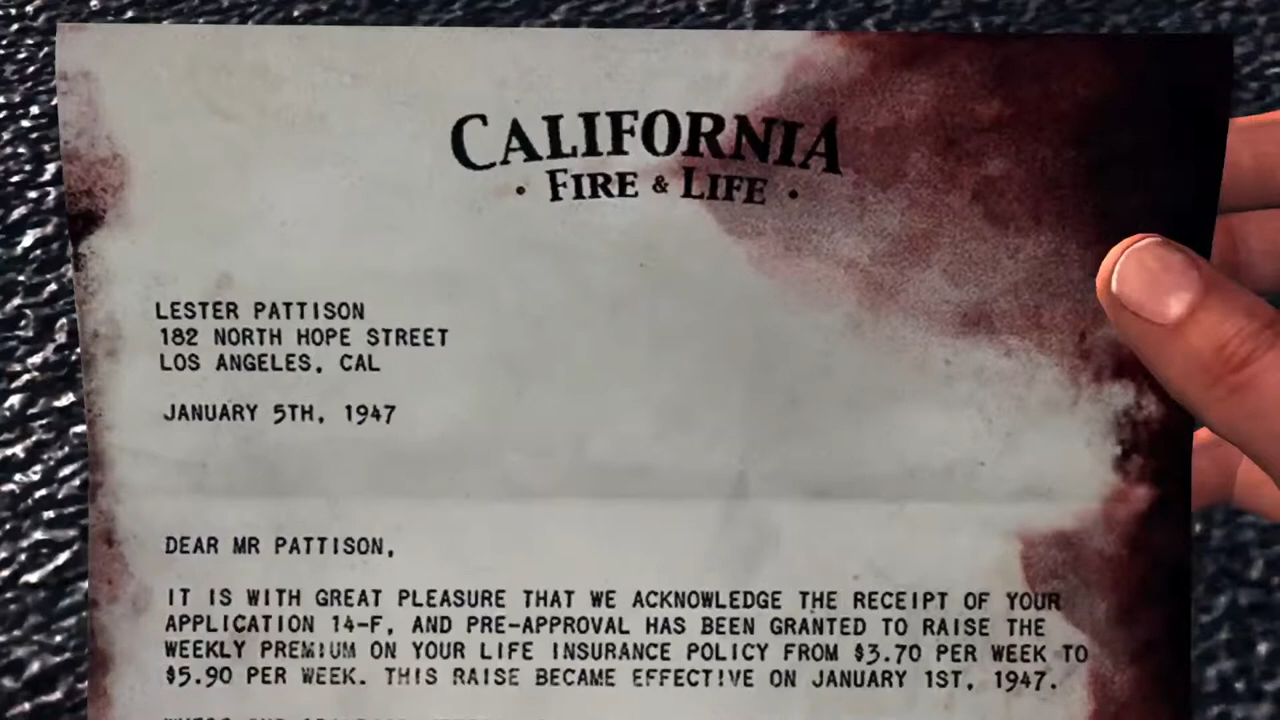 CALIFORNIA
• FIRE & LIFE •
LESTER PATTISON
182 NORTH HOPE STREET
LOS ANGELES, CAL
JANUARY 5TH, 1947
DEAR MR PATTISON,
IT IS WITH GREAT PLEASURE THAT WE ACKNOWLEDGE THE RECEIPT OF YOUR
APPLICATION 14-F, AND PRE-APPROVAL HAS BEEN GRANTED TO RAISE THE
WEEKLY PREMIUM ON YOUR LIFE INSURANCE POLICY FROM $3.70 PER WEEK TO
$5.90 PER WEEK. THIS RAISE BECAME EFFECTIVE ON JANUARY 1ST, 1947.